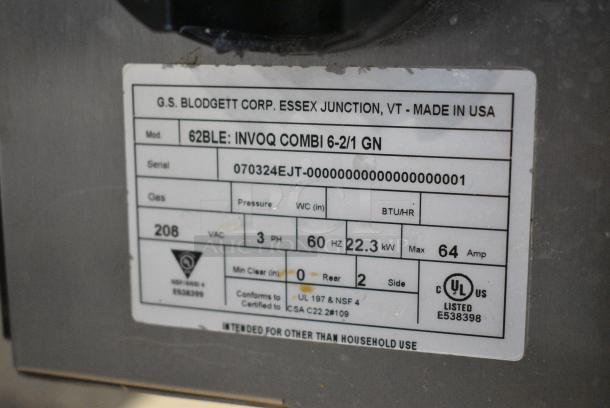 G.S. BLODGETT CORP. ESSEX JUNCTION, VT - MADE IN USA
Mod. 62BLE: INVOQ COMBI 6-2/1 GN
Serial 070324EJT-00000000000000000001
Gas Pressure WC (in) BTU/HR
208 VAC 3 PH 60 HZ 22.3 kW Max 64 Amp
NSF/ANSI 4
E538399
Min Clear (in) 0 Rear 2 Side
Conforms to UL 197 & NSF 4
Certified to CSA C22.2#109
C UL US
LISTED
E538398
INTENDED FOR OTHER THAN HOUSEHOLD USE